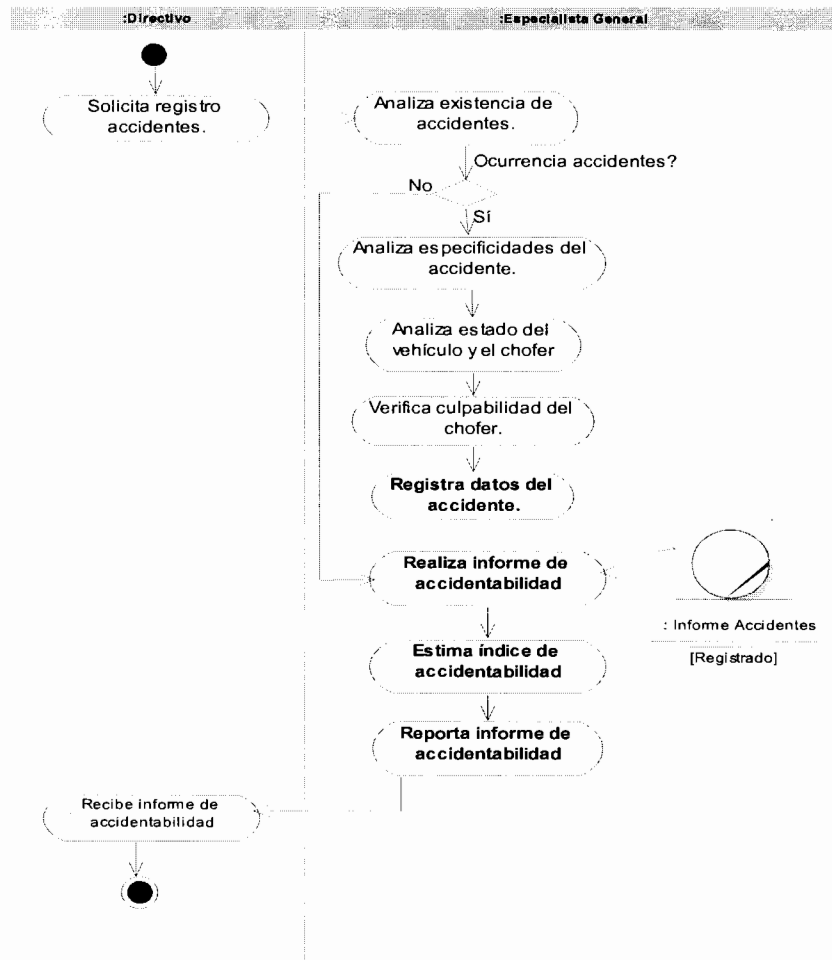 :Directivo
:Especialista General
Solicita registro
accidentes.
Analiza existencia de
accidentes.
Ocurrencia accidentes?
No
Sí
Analiza especificidades del
accidente.
Analiza estado del
vehículo y el chofer
Verifica culpabilidad del
chofer.
Registra datos del
accidente.
Realiza informe de
accidentabilidad
: Informe Accidentes
[Registrado]
Estima índice de
accidentabilidad
Reporta informe de
accidentabilidad
Recibe informe de
accidentabilidad